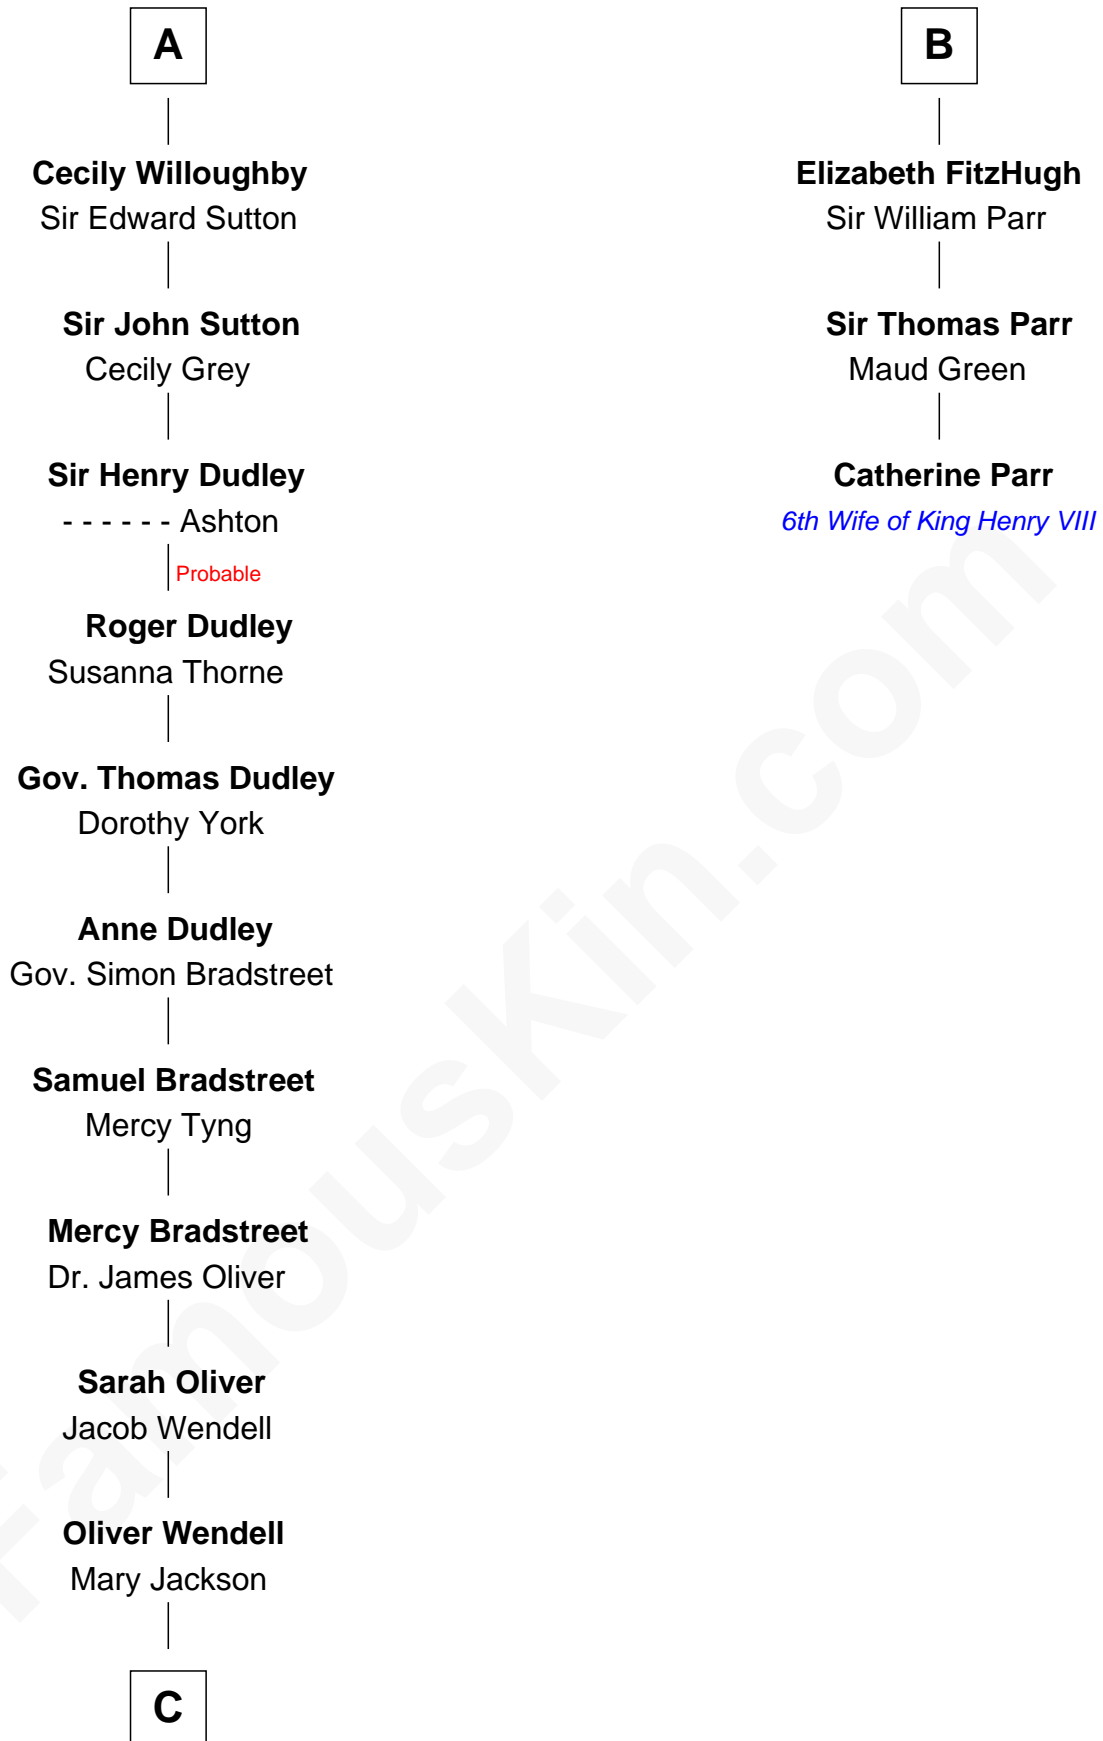 A
Cecily Willoughby
Sir Edward Sutton
Sir John Sutton
Cecily Grey
Sir Henry Dudley
- - - - - - Ashton
Probable
Roger Dudley
Susanna Thorne
Gov. Thomas Dudley
Dorothy York
Anne Dudley
Gov. Simon Bradstreet
Samuel Bradstreet
Mercy Tyng
Mercy Bradstreet
Dr. James Oliver
Sarah Oliver
Jacob Wendell
Oliver Wendell
Mary Jackson
C
B
Elizabeth FitzHugh
Sir William Parr
Sir Thomas Parr
Maud Green
Catherine Parr
6th Wife of King Henry VIII
FamousKin.com